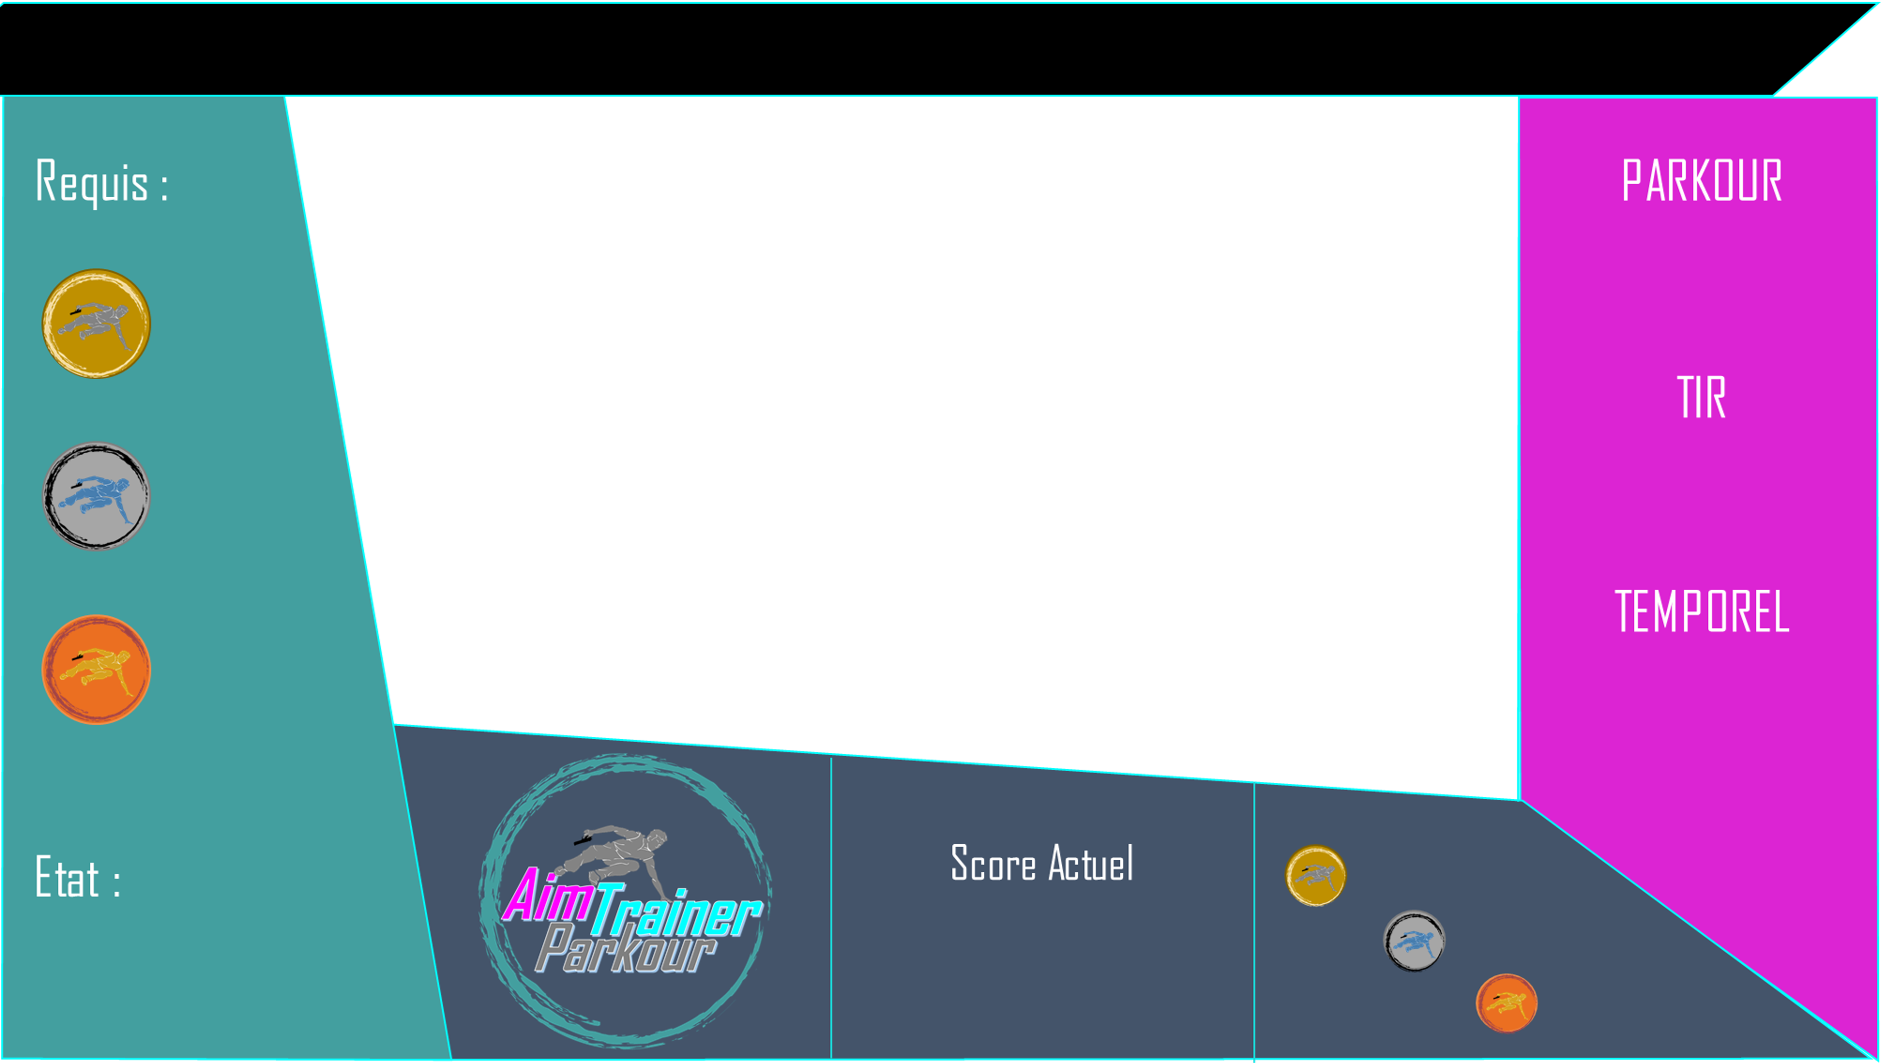 Requis :
Etat :
AimTrainer
Parkour
Score Actuel
PARKOUR
TIR
TEMPOREL